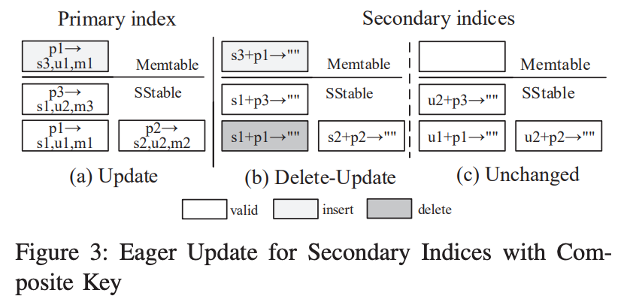 Primary index
Secondary indices
p1→
s3,u1,m1
Memtable
p3→
s1,u2,m3
SStable
p1→
s1,u1,m1
p2→
s2,u2,m2
(a) Update
s3+p1→""
Memtable
s1+p3→""
SStable
s1+p1→""
s2+p2→""
(b) Delete-Update
Memtable
u2+p3→""
SStable
u1+p1→""
u2+p2→""
(c) Unchanged
valid
insert
delete
Figure 3: Eager Update for Secondary Indices with Com-
posite Key